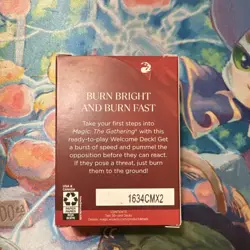 BURN BRIGHT
AND BURN FAST
Take your first steps into
Magic: The Gathering® with this
ready-to-play Welcome Deck! Get
a burst of speed and pummel the
opposition before they can react.
If they pose a threat, just burn
them to the ground!
1634CMX2
CONTENTS: